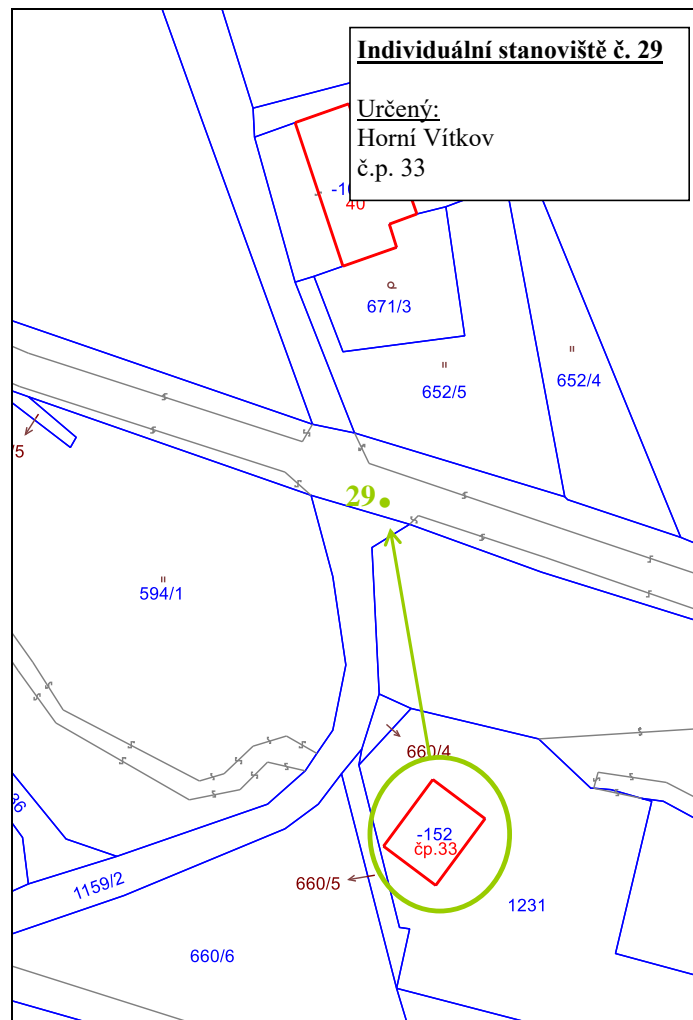 Individuální stanoviště č. 29
Určený:
Horní Vítkov
č.p. 33
40
671/3
652/5
652/4
29
594/1
660/4
-152
čp.33
660/5
1159/2
1231
660/6